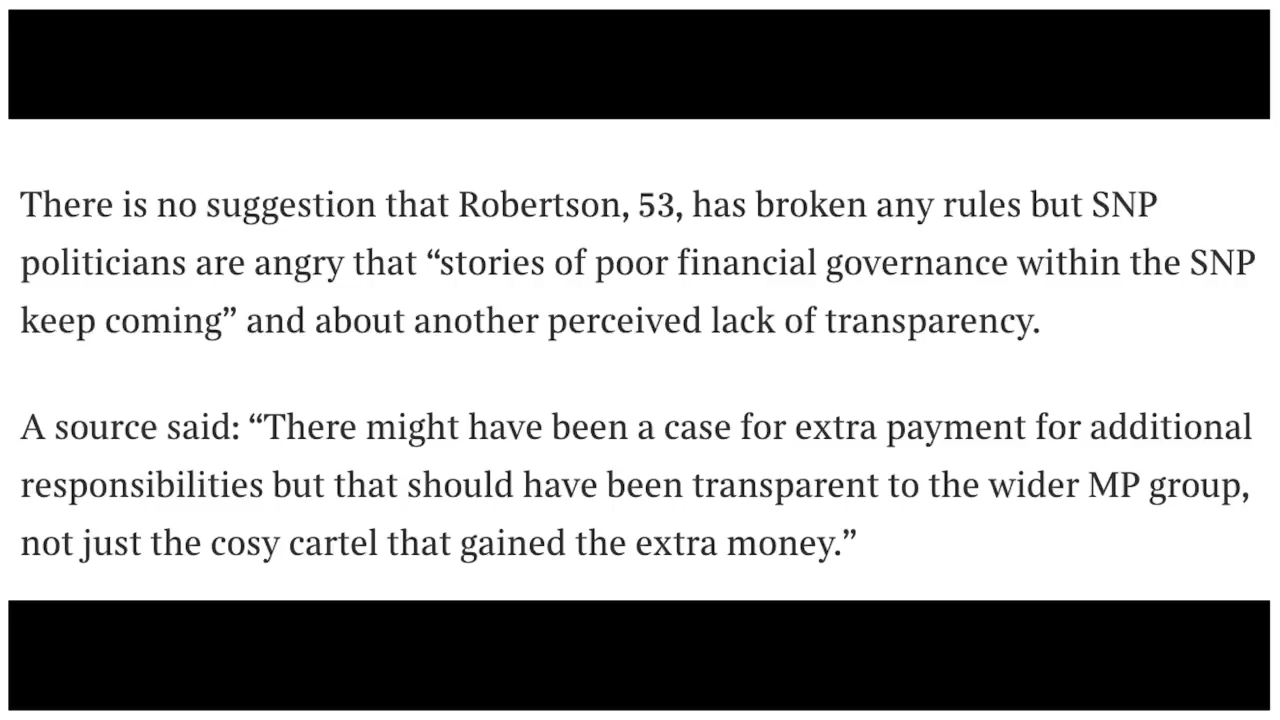 There is no suggestion that Robertson, 53, has broken any rules but SNP
politicians are angry that “stories of poor financial governance within the SNP
keep coming” and about another perceived lack of transparency.
A source said: “There might have been a case for extra payment for additional
responsibilities but that should have been transparent to the wider MP group,
not just the cosy cartel that gained the extra money.”